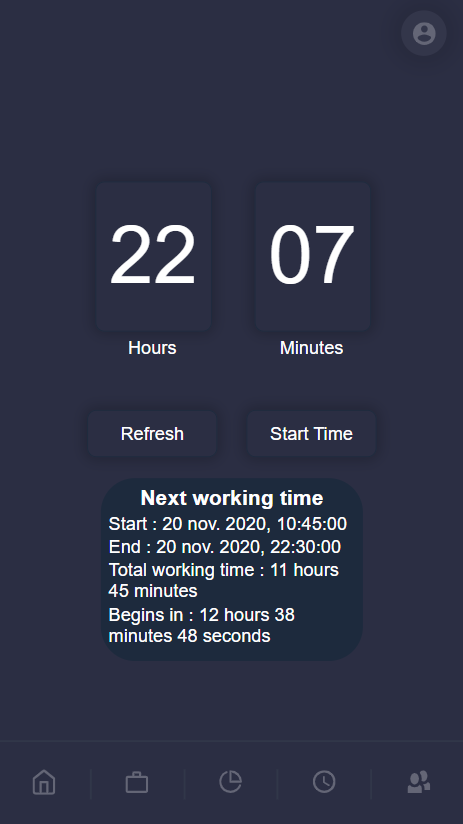 22 07
Hours Minutes
Refresh Start Time
Next working time
Start : 20 nov. 2020, 10:45:00
End : 20 nov. 2020, 22:30:00
Total working time : 11 hours
45 minutes
Begins in : 12 hours 38
minutes 48 seconds